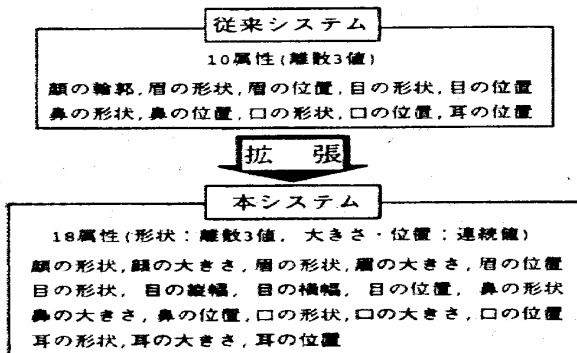 従来システム
10属性(離散3値)
顔の輪郭,眉の形状,眉の位置,目の形状,目の位置
鼻の形状,鼻の位置,口の形状,口の位置,耳の位置
拡 張
本システム
18属性(形状:離散3値, 大きさ・位置:連続値)
顔の形状,顔の大きさ,眉の形状,眉の大きさ,眉の位置
目の形状, 目の縦幅, 目の横幅, 目の位置, 鼻の形状
鼻の大きさ,鼻の位置,口の形状,口の大きさ,口の位置
耳の形状,耳の大きさ,耳の位置